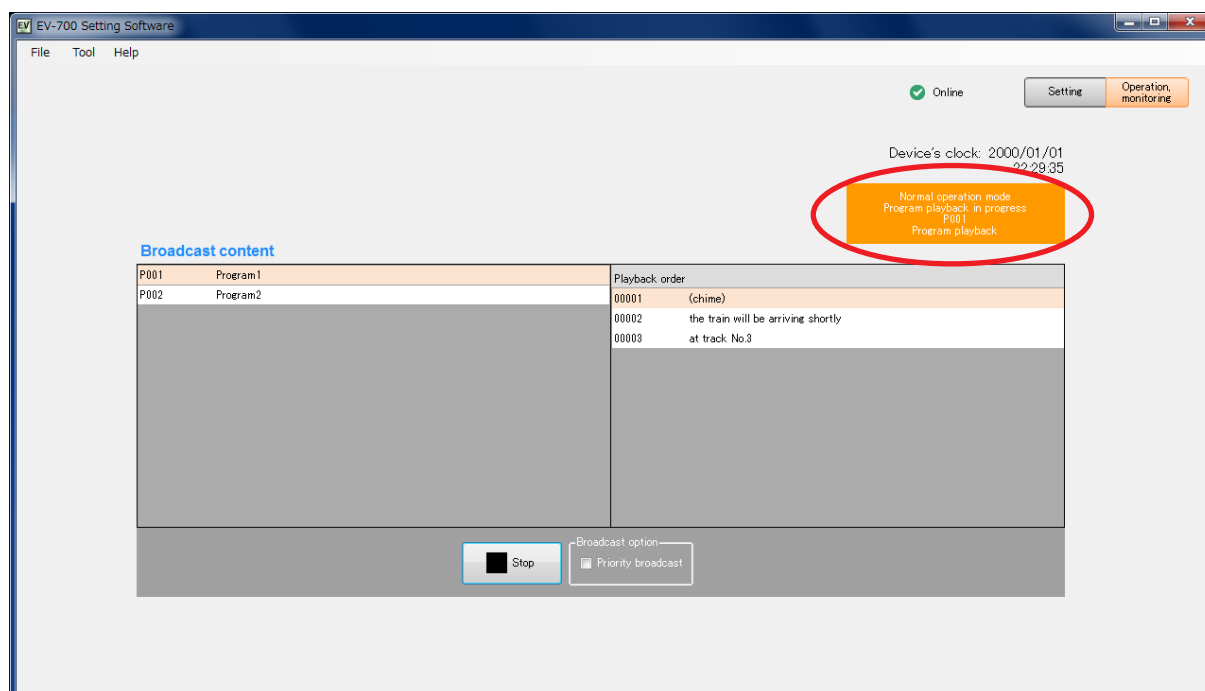 EV EV-700 Setting Software
File Tool Help
Online
Setting
Operation,
monitoring
Device's clock: 2000/01/01
22:29:35
Normal operation mode
Program playback in progress
P001
Program playback
Broadcast content
P001 Program1
P002 Program2
Playback order
00001 (chime)
00002 the train will be arriving shortly
00003 at track No.3
Stop
Broadcast option
Priority broadcast